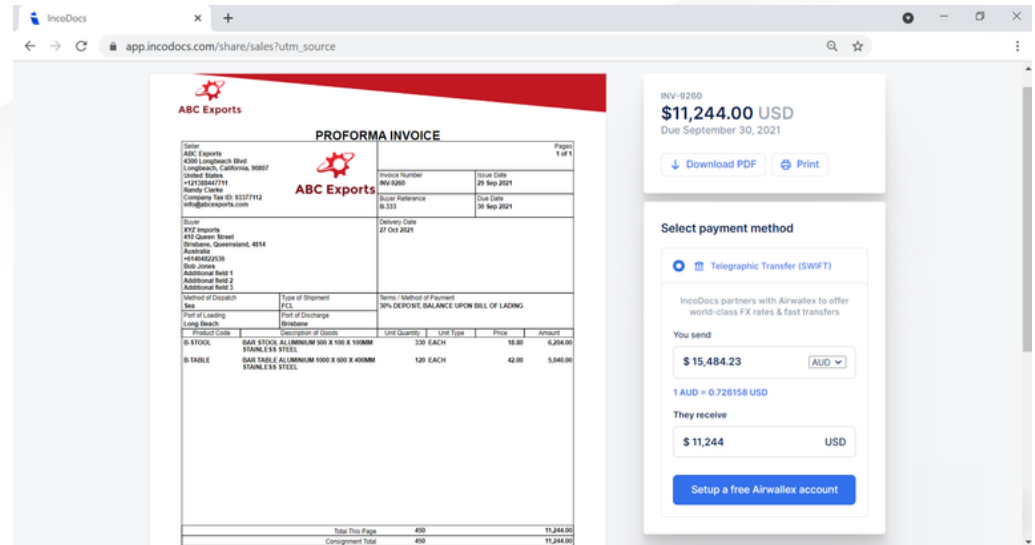 IncoDocs
app.incodocs.com/share/sales?utm_source
ABC Exports
PROFORMA INVOICE
Seller
ABC Exports
4300 Longbeach Blvd
Longbeach, California, 90807
United States
+121388447711
Randy Clarke
Company Tax ID: 93377112
info@abcexports.com
ABC Exports
Pages
1 of 1
Invoice Number
INV-9260
Issue Date
29 Sep 2021
Buyer Reference
B-333
Due Date
30 Sep 2021
Buyer
XYZ Imports
410 Queen Street
Brisbane, Queensland, 4014
Australia
+61404822536
Bob Jones
Additional field 1
Additional field 2
Additional field 3
Delivery Date
27 Oct 2021
Method of Dispatch
Sea
Type of Shipment
FCL
Terms / Method of Payment
30% DEPOSIT, BALANCE UPON BILL OF LADING
Port of Loading
Long Beach
Port of Discharge
Brisbane
Product Code Description of Goods Unit Quantity Unit Type Price Amount
B-STOOL BAR STOOL ALUMINIUM 500 X 100 X 100MM 330 EACH 18.80 6,204.00
STAINLESS STEEL
B-TABLE BAR TABLE ALUMINIUM 1000 X 600 X 400MM 120 EACH 42.00 5,040.00
STAINLESS STEEL
Total This Page 450 11,244.00
Consignment Total 450 11,244.00
INV-9260
$11,244.00 USD
Due September 30, 2021
Download PDF
Print
Select payment method
Telegraphic Transfer (SWIFT)
IncoDocs partners with Airwallex to offer
world-class FX rates & fast transfers
You send
$ 15,484.23 AUD
1 AUD = 0.726158 USD
They receive
$ 11,244 USD
Setup a free Airwallex account